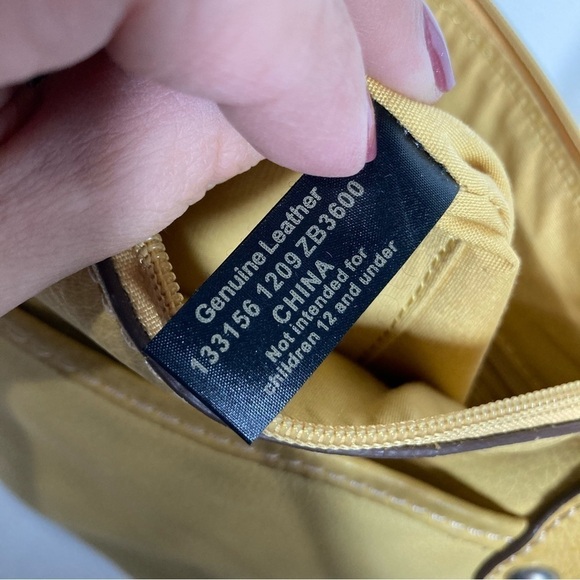 Genuine Leather
133156 1209 ZB3600
CHINA
Not intended for
children 12 and under